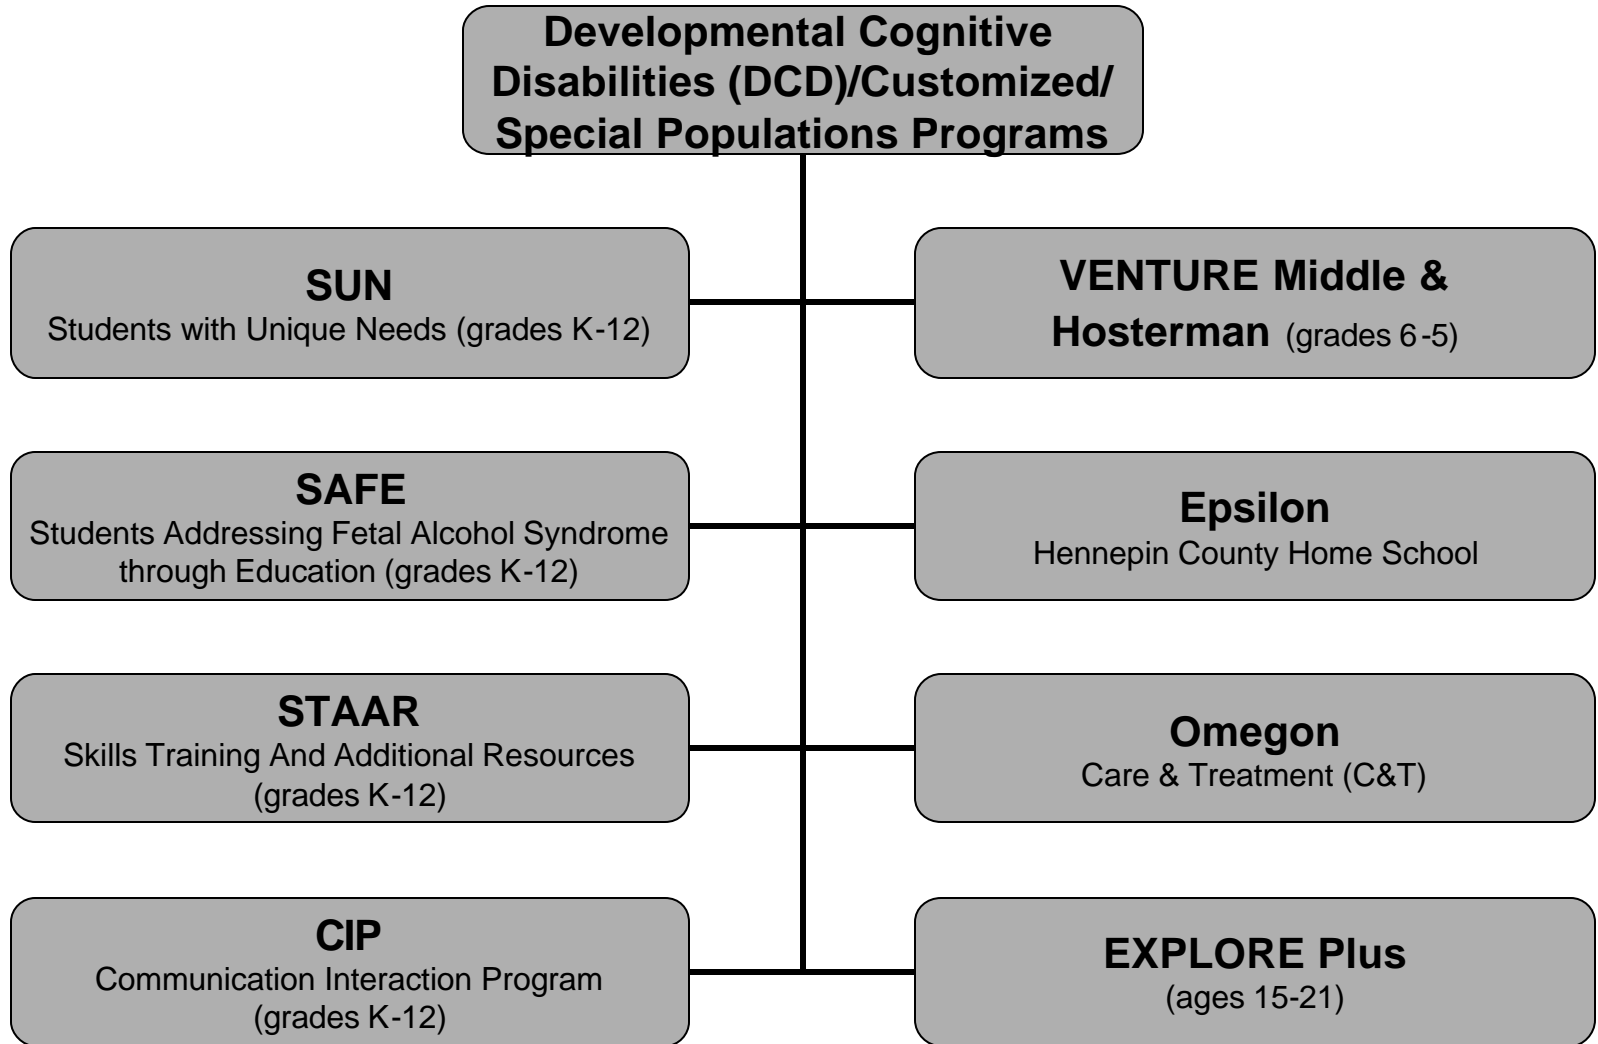 Developmental Cognitive
Disabilities (DCD)/Customized/
Special Populations Programs
SUN
Students with Unique Needs (grades K-12)
VENTURE Middle &
Hosterman (grades 6-5)
SAFE
Students Addressing Fetal Alcohol Syndrome
through Education (grades K-12)
Epsilon
Hennepin County Home School
STAAR
Skills Training And Additional Resources
(grades K-12)
Omegon
Care & Treatment (C&T)
CIP
Communication Interaction Program
(grades K-12)
EXPLORE Plus
(ages 15-21)